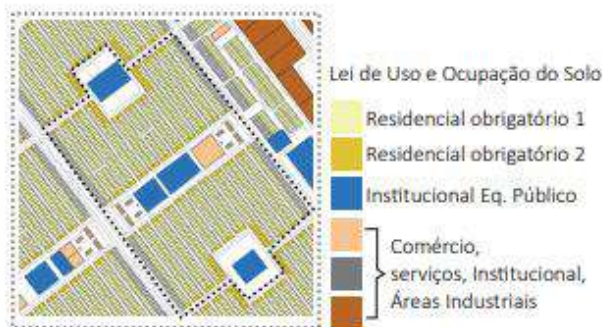 Lei de Uso e Ocupação do Solo
Residencial obrigatório 1
Residencial obrigatório 2
Institucional Eq. Público
Comércio,
serviços, Institucional,
Áreas Industriais